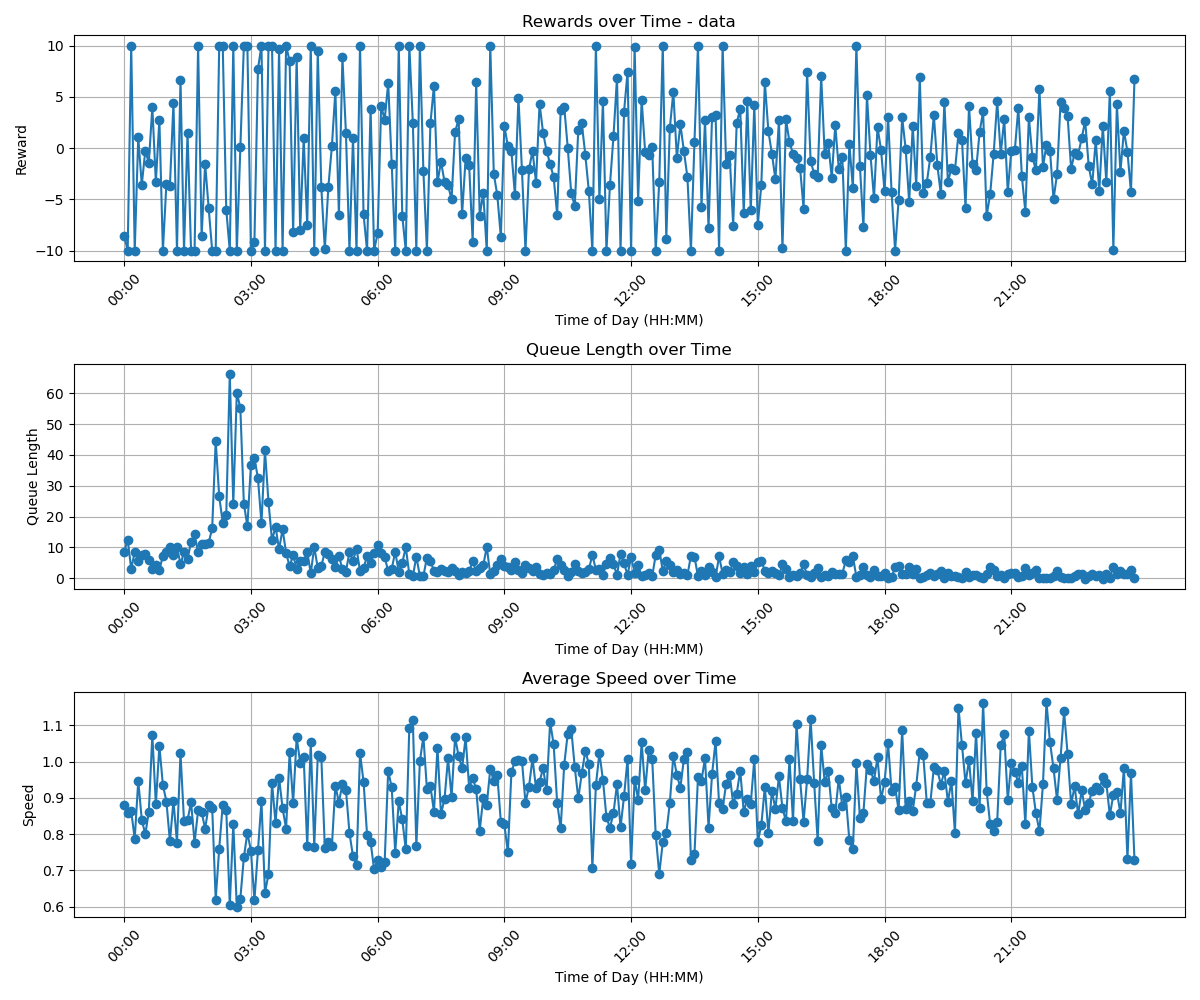 Rewards over Time - data
10
5
0
−5
−10
Reward
00:00 03:00 06:00 09:00 12:00 15:00 18:00 21:00
Time of Day (HH:MM)
Queue Length over Time
60
50
40
30
20
10
0
Queue Length
00:00 03:00 06:00 09:00 12:00 15:00 18:00 21:00
Time of Day (HH:MM)
Average Speed over Time
1.1
1.0
0.9
0.8
0.7
0.6
Speed
00:00 03:00 06:00 09:00 12:00 15:00 18:00 21:00
Time of Day (HH:MM)